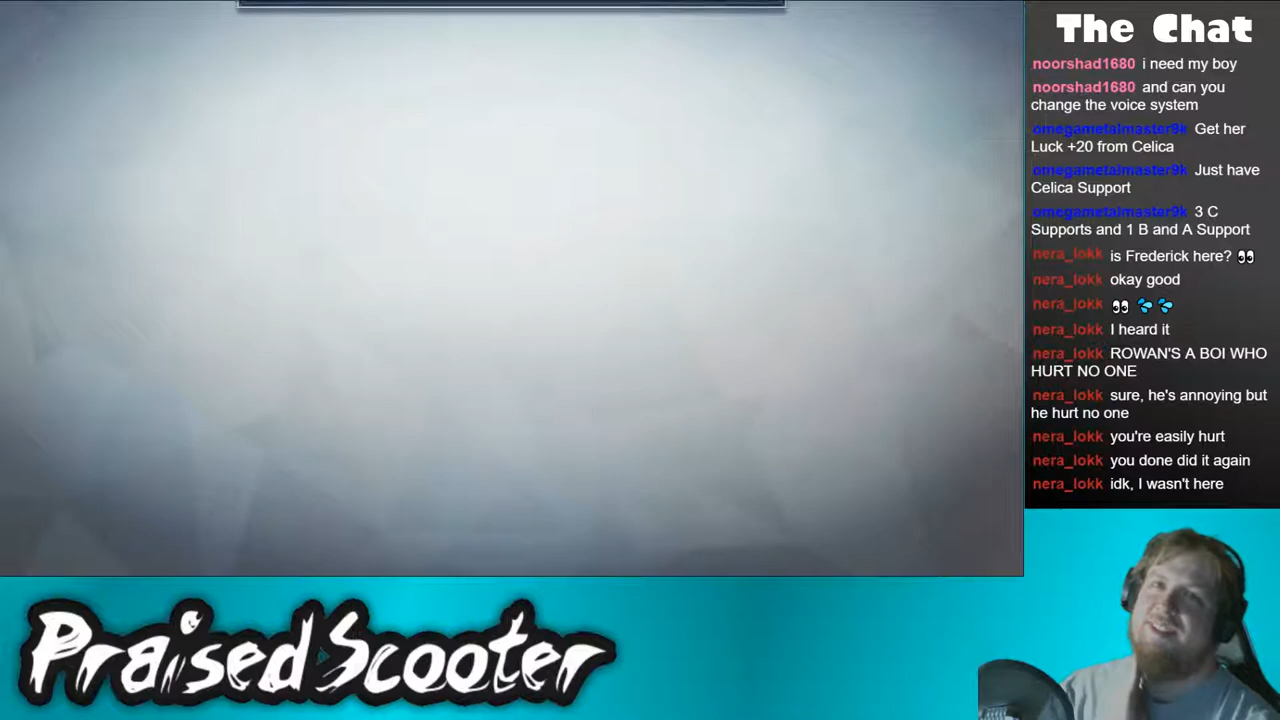 The Chat
noorshad1680 i need my boy
noorshad1680 and can you
change the voice system
omegametalmaster9k Get her
Luck +20 from Celica
omegametalmaster9k Just have
Celica Support
omegametalmaster9k 3 C
Supports and 1 B and A Support
nera_lokk is Frederick here? 👀
nera_lokk okay good
nera_lokk 👀 💦 💦
nera_lokk I heard it
nera_lokk ROWAN'S A BOI WHO
HURT NO ONE
nera_lokk sure, he's annoying but
he hurt no one
nera_lokk you're easily hurt
nera_lokk you done did it again
nera_lokk idk, I wasn't here
PraisedScooter